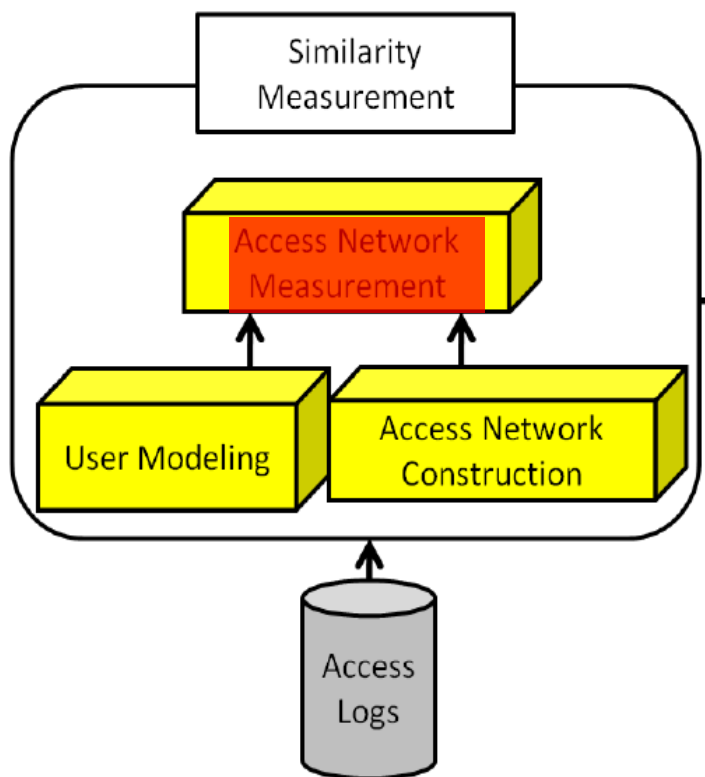 Similarity
Measurement
Access Network
Measurement
User Modeling
Access Network
Construction
Access
Logs